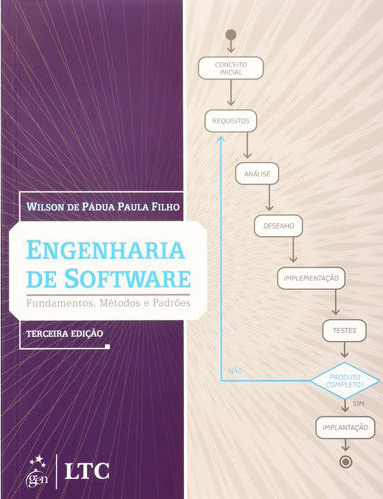 CONCEITO
INICIAL
REQUISITOS
ANÁLISE
WILSON DE PÁDUA PAULA FILHO
DESENHO
ENGENHARIA
DE SOFTWARE
Fundamentos, Métodos e Padrões
IMPLEMENTAÇÃO
TERCEIRA EDIÇÃO
TESTES
NÃO
PRODUTO
COMPLETO?
SIM
IMPLANTAÇÃO
gen
LTC